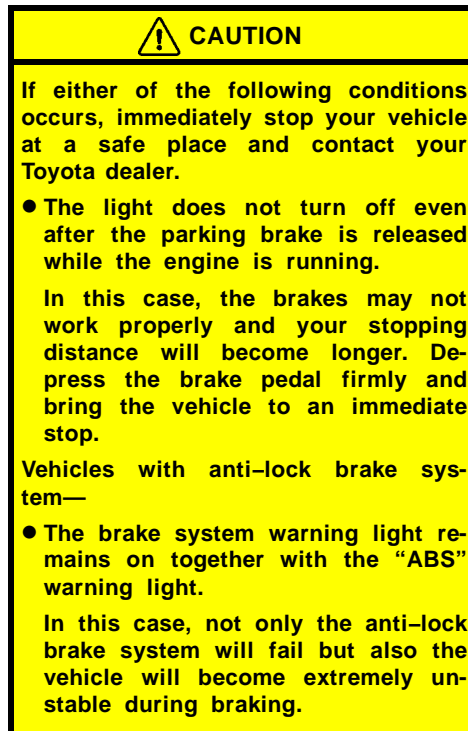 CAUTION
If either of the following conditions
occurs, immediately stop your vehicle
at a safe place and contact your
Toyota dealer.
● The light does not turn off even
after the parking brake is released
while the engine is running.
In this case, the brakes may not
work properly and your stopping
distance will become longer. De-
press the brake pedal firmly and
bring the vehicle to an immediate
stop.
Vehicles with anti–lock brake sys-
tem—
● The brake system warning light re-
mains on together with the “ABS”
warning light.
In this case, not only the anti–lock
brake system will fail but also the
vehicle will become extremely un-
stable during braking.